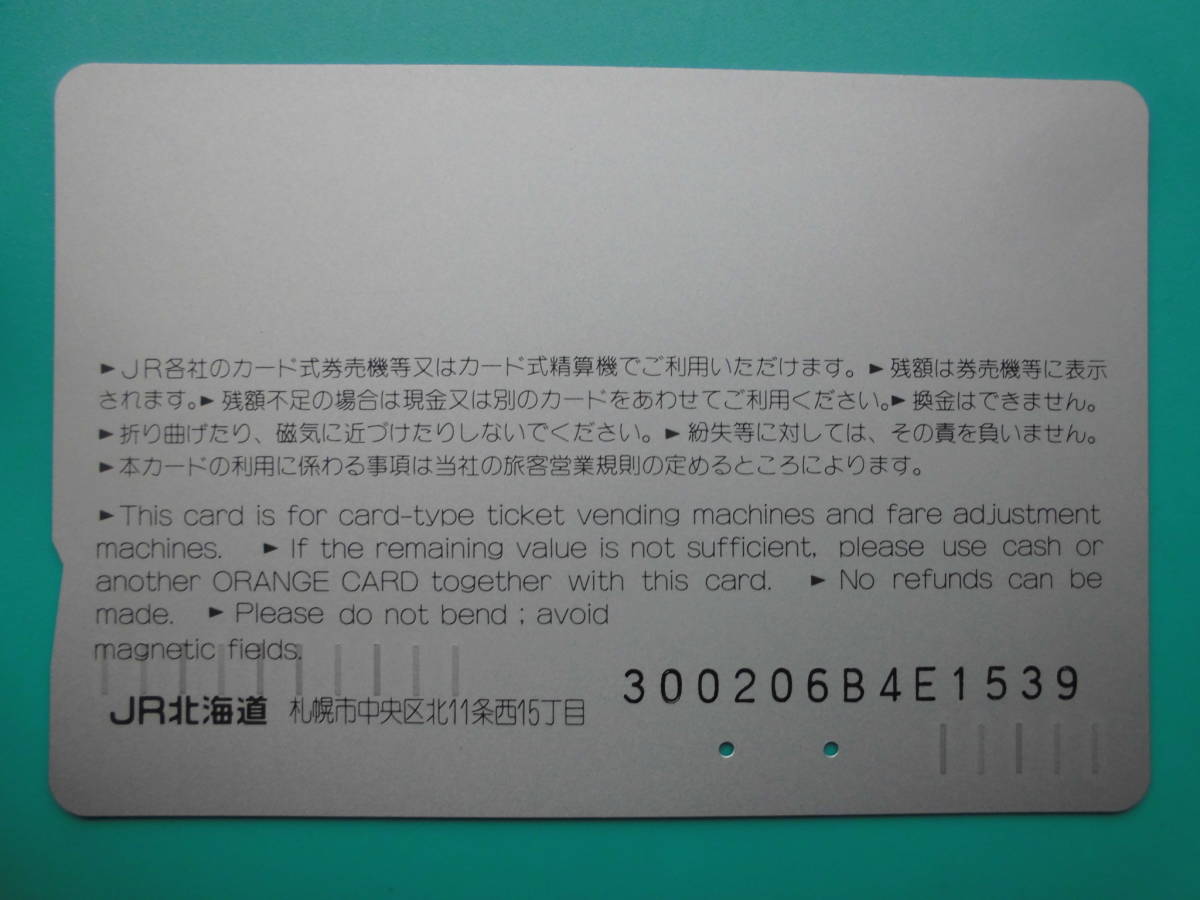 ►JR各社のカード式券売機等又はカード式精算機でご利用いただけます。►残額は券売機等に表示
されます。►残額不足の場合は現金又は別のカードをあわせてご利用ください。►換金はできません。
►折り曲げたり、磁気に近づけたりしないでください。►紛失等に対しては、その責を負いません。
►本カードの利用に係わる事項は当社の旅客営業規則の定めるところによります。
►This card is for card-type ticket vending machines and fare adjustment
machines. ►If the remaining value is not sufficient, please use cash or
another ORANGE CARD together with this card. ►No refunds can be
made. ►Please do not bend ; avoid
magnetic fields.
300206B4E1539
JR北海道 札幌市中央区北11条西15丁目